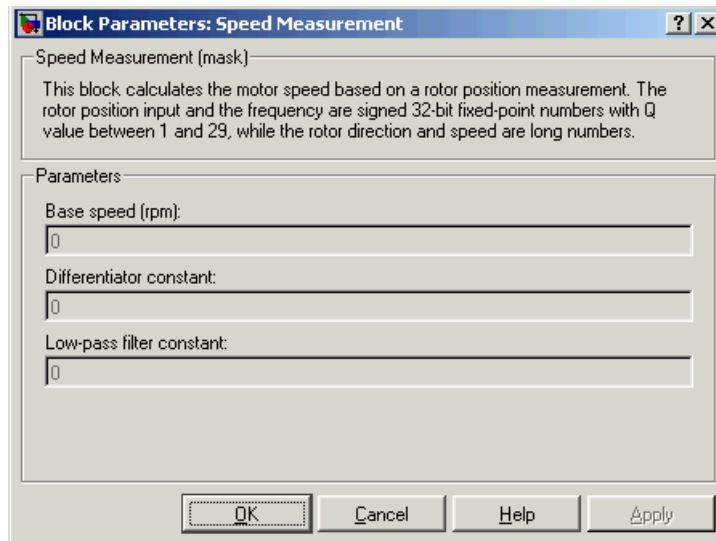 Block Parameters: Speed Measurement
Speed Measurement (mask)
This block calculates the motor speed based on a rotor position measurement. The
rotor position input and the frequency are signed 32-bit fixed-point numbers with Q
value between 1 and 29, while the rotor direction and speed are long numbers.
Parameters
Base speed (rpm):
0
Differentiator constant:
0
Low-pass filter constant:
0
OK Cancel Help Apply